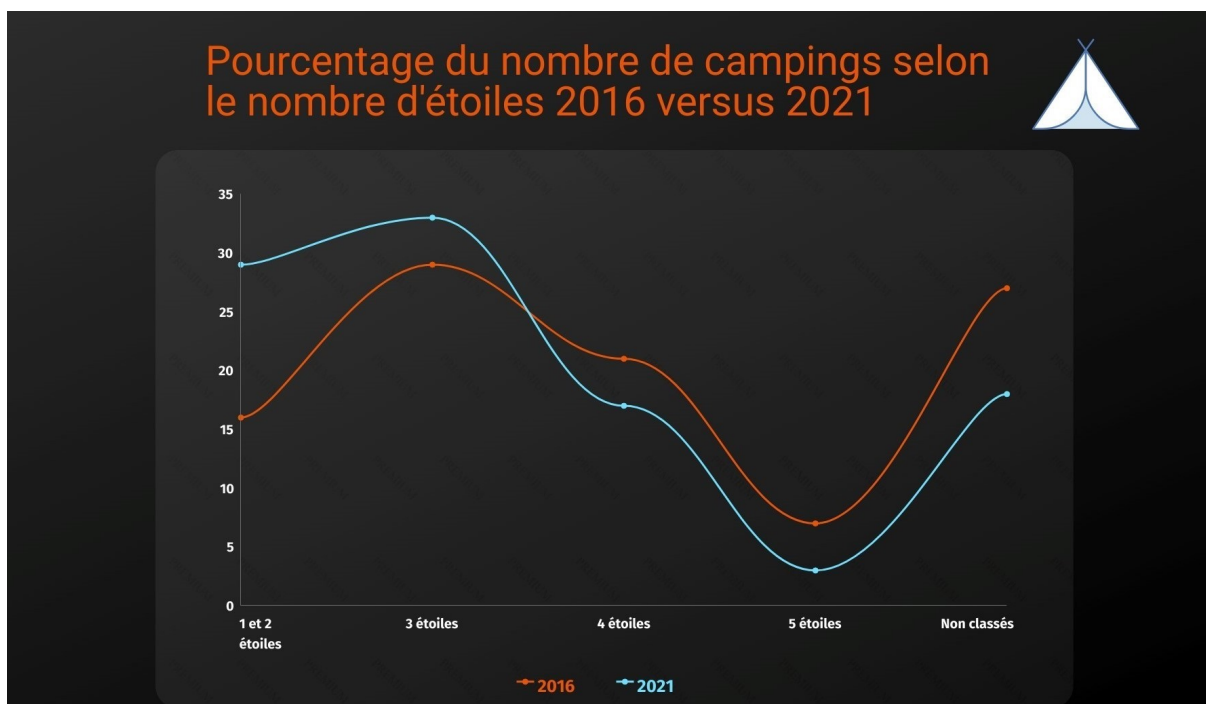 Pourcentage du nombre de campings selon
le nombre d'étoiles 2016 versus 2021
35
30
25
20
15
10
5
0
1 et 2
étoiles
3 étoiles
4 étoiles
5 étoiles
Non classés
2016
2021